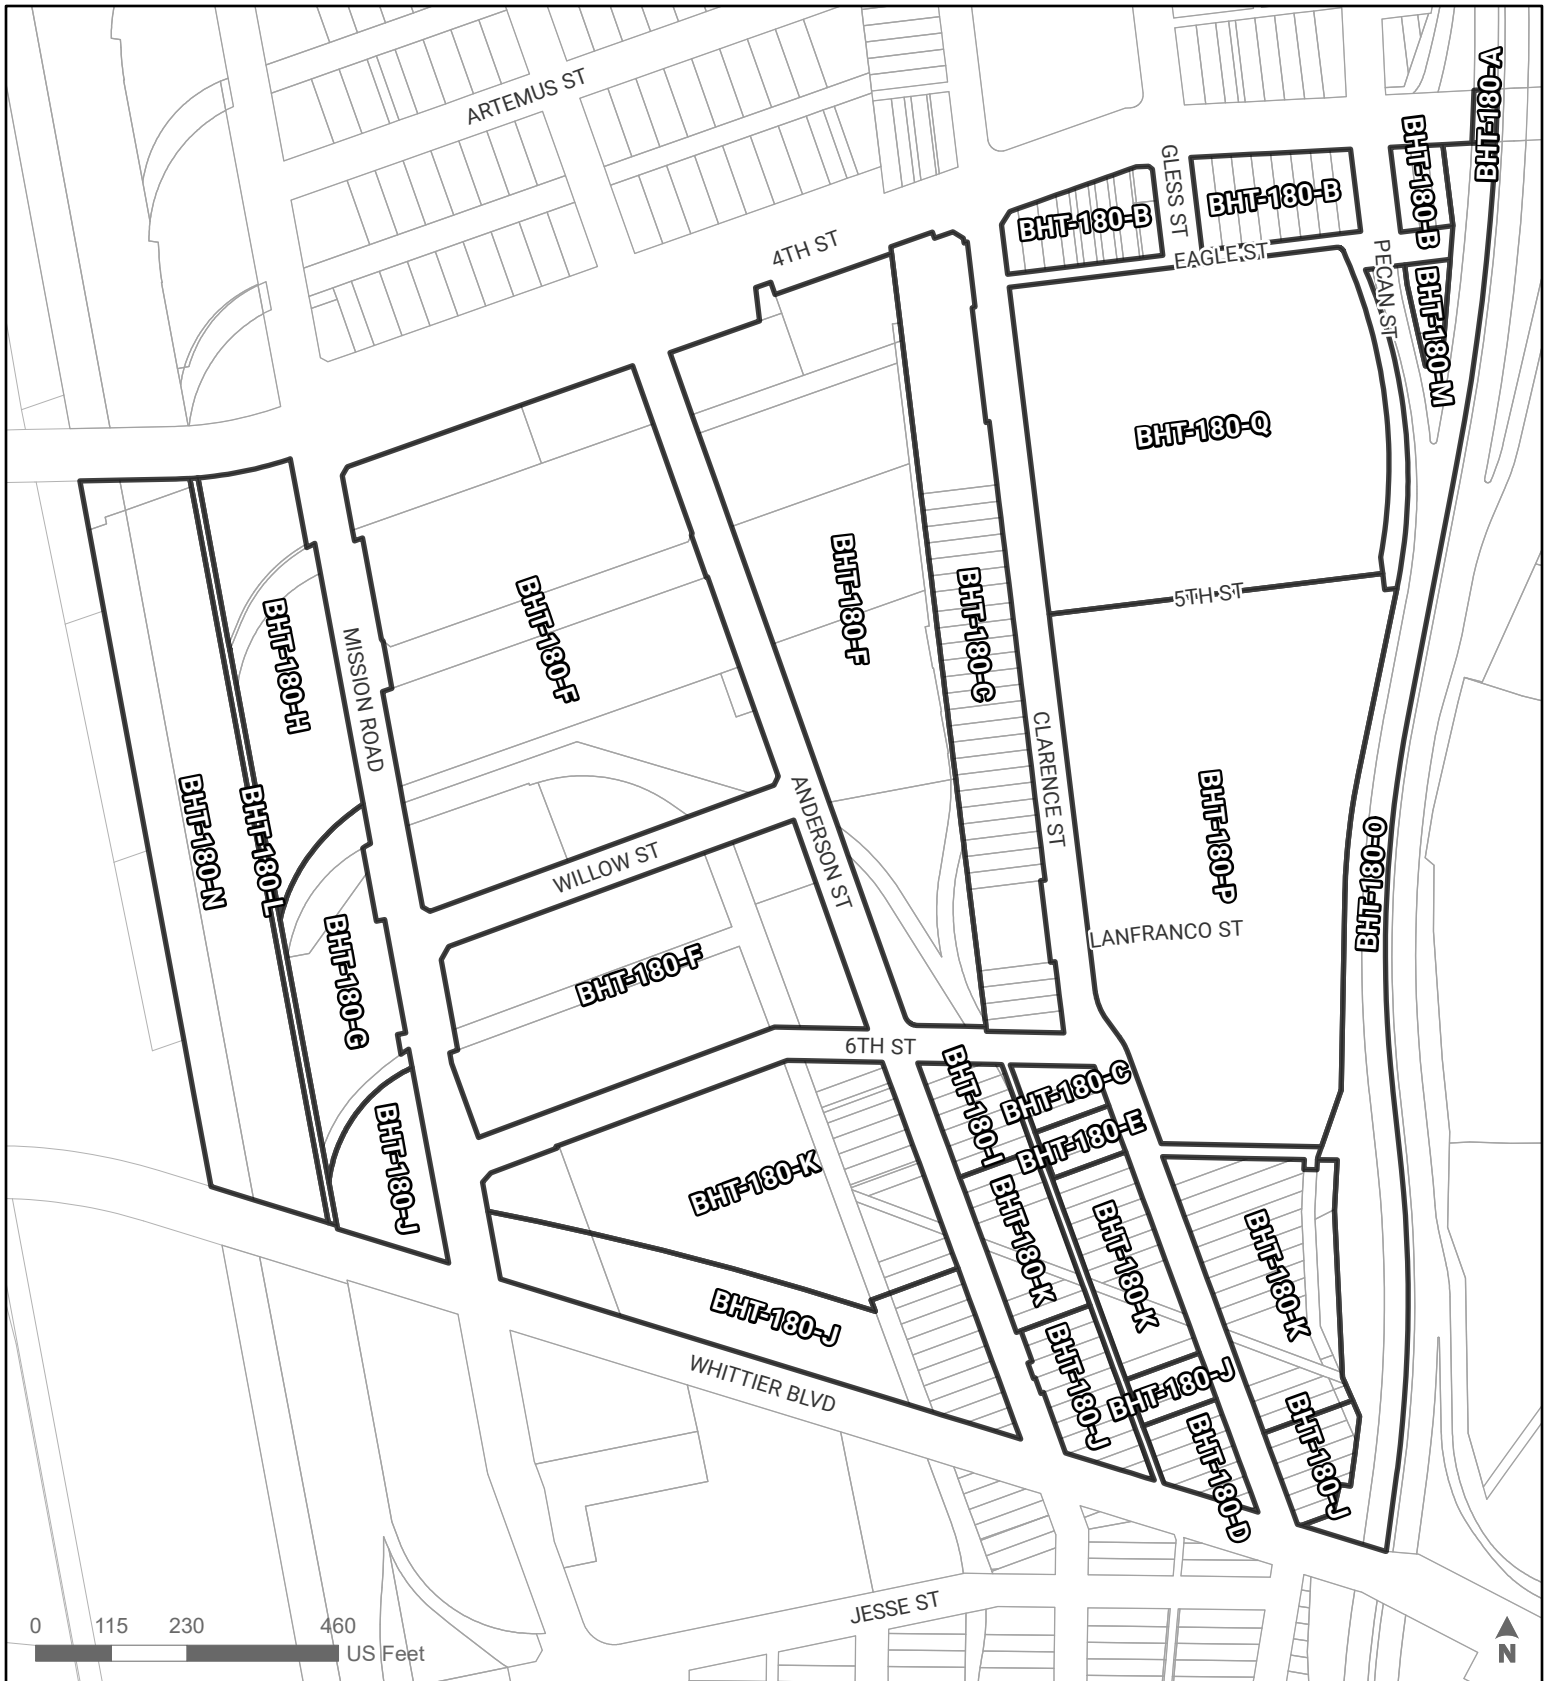 ARTEMUS ST
BHT-180-A
BHT-180-B
GLESS ST
BHT-180-B
BHT-180-B
4TH ST
EAGLE ST
PECAN ST
BHT-180-M
BHT-180-Q
BHT-180-F
BHT-180-F
BHT-180-C
5TH ST
BHT-180-H
MISSION ROAD
CLARENCE ST
BHT-180-N
BHT-180-L
ANDERSON ST
BHT-180-P
BHT-180-O
WILLOW ST
BHT-180-G
LANFRANCO ST
BHT-180-F
6TH ST
BHT-180-I
BHT-180-C
BHT-180-E
BHT-180-J
BHT-180-K
BHT-180-K
BHT-180-K
BHT-180-K
BHT-180-J
BHT-180-J
BHT-180-J
WHITTIER BLVD
BHT-180-D
BHT-180-J
JESSE ST
0 115 230 460
US Feet
N